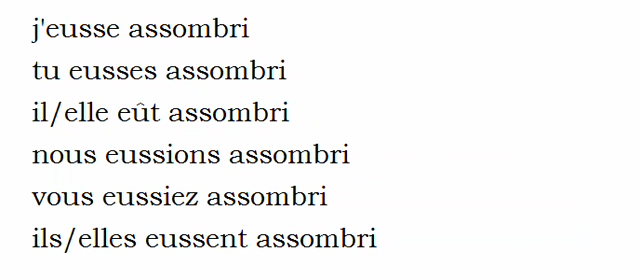 j'eusse assombri
tu eusses assombri
il/elle eût assombri
nous eussions assombri
vous eussiez assombri
ils/elles eussent assombri